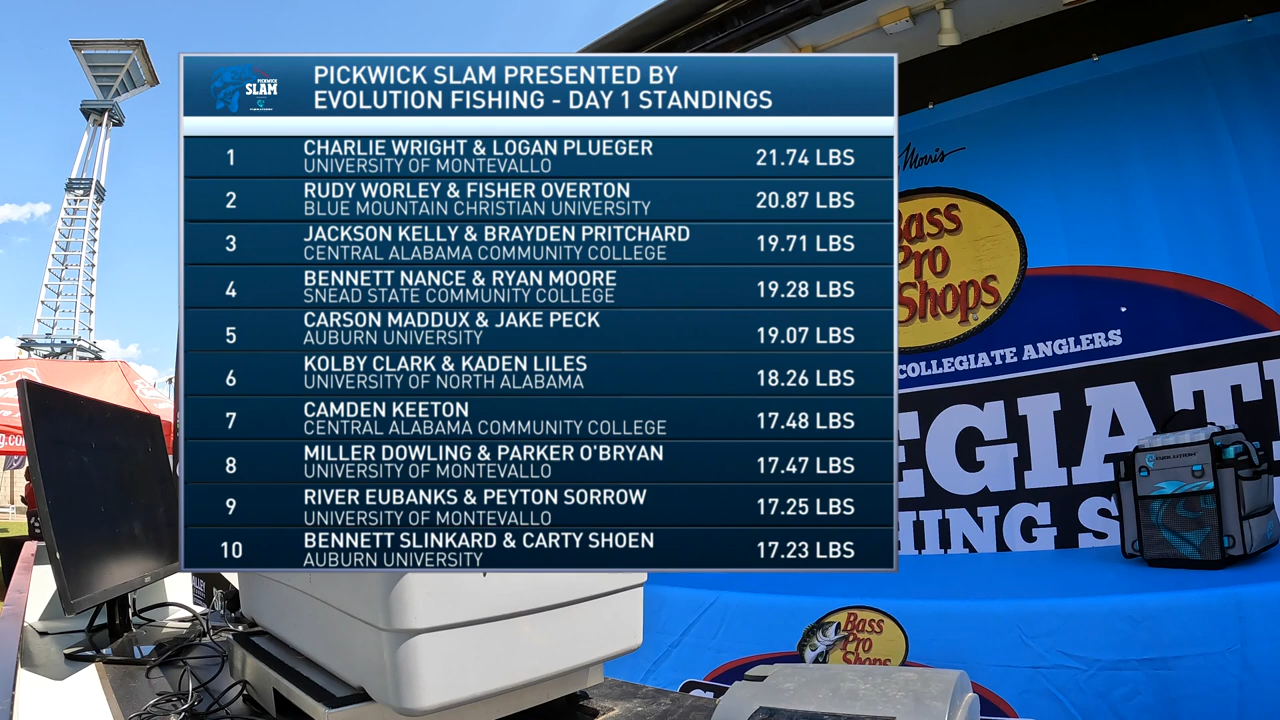 PICKWICK
SLAM
PICKWICK SLAM PRESENTED BY
EVOLUTION FISHING - DAY 1 STANDINGS
1 CHARLIE WRIGHT & LOGAN PLUEGER 21.74 LBS
UNIVERSITY OF MONTEVALLO
2 RUDY WORLEY & FISHER OVERTON 20.87 LBS
BLUE MOUNTAIN CHRISTIAN UNIVERSITY
3 JACKSON KELLY & BRAYDEN PRITCHARD 19.71 LBS
CENTRAL ALABAMA COMMUNITY COLLEGE
4 BENNETT NANCE & RYAN MOORE 19.28 LBS
SNEAD STATE COMMUNITY COLLEGE
5 CARSON MADDUX & JAKE PECK 19.07 LBS
AUBURN UNIVERSITY
6 KOLBY CLARK & KADEN LILES 18.26 LBS
UNIVERSITY OF NORTH ALABAMA
7 CAMDEN KEETON 17.48 LBS
CENTRAL ALABAMA COMMUNITY COLLEGE
8 MILLER DOWLING & PARKER O'BRYAN 17.47 LBS
UNIVERSITY OF MONTEVALLO
9 RIVER EUBANKS & PEYTON SORROW 17.25 LBS
UNIVERSITY OF MONTEVALLO
10 BENNETT SLINKARD & CARTY SHOEN 17.23 LBS
AUBURN UNIVERSITY
Morris
Bass
Pro
Shops
COLLEGIATE ANGLERS
EGIAT
HING S
EVOLUTION
Bass
Pro
Shops